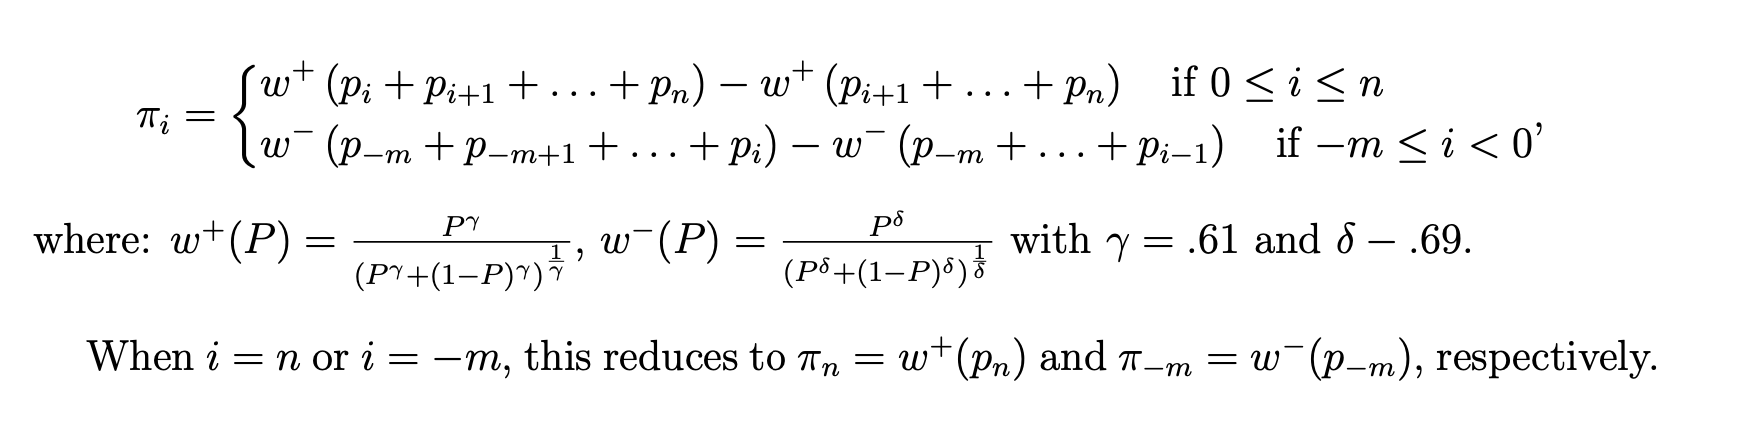 π_i = { w⁺ (p_i + p_{i+1} + … + p_n) − w⁺ (p_{i+1} + … + p_n) if 0 ≤ i ≤ n
w⁻ (p_{−m} + p_{−m+1} + … + p_i) − w⁻ (p_{−m} + … + p_{i−1}) if −m ≤ i < 0 ’
where: w⁺(P) = P^γ / (P^γ+(1−P)^γ)^{1/γ}, w⁻(P) = P^δ / (P^δ+(1−P)^δ)^{1/δ} with γ = .61 and δ − .69.
When i = n or i = −m, this reduces to π_n = w⁺(p_n) and π_{−m} = w⁻(p_{−m}), respectively.